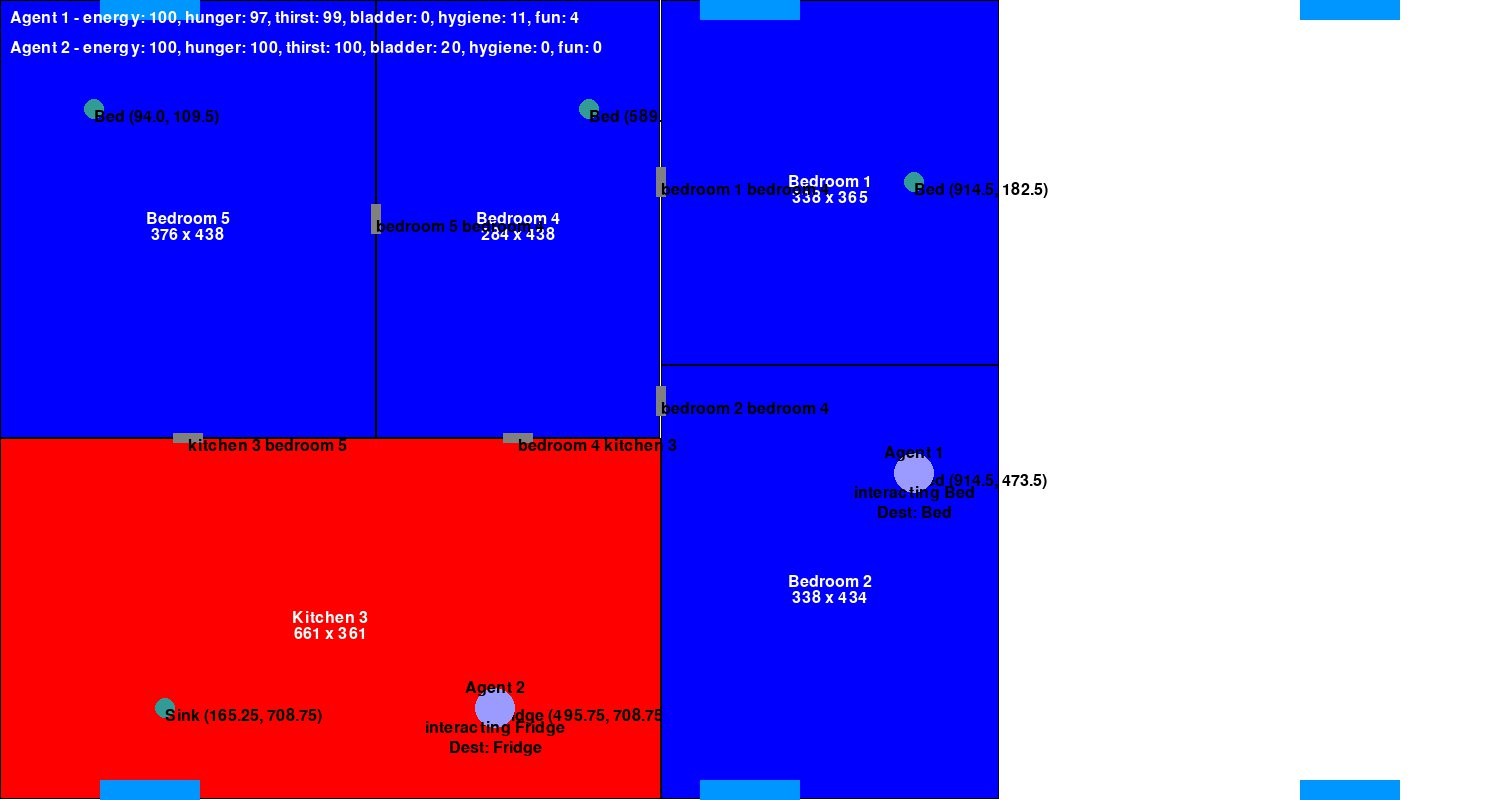 Agent 1 - energy: 100, hunger: 97, thirst: 99, bladder: 0, hygiene: 11, fun: 4
Agent 2 - energy: 100, hunger: 100, thirst: 100, bladder: 20, hygiene: 0, fun: 0
Bed (94.0, 109.5)
Bed (589.
Bedroom 1
338 x 365
bedroom 1 bedroom 4
Bed (914.5, 182.5)
Bedroom 5
376 x 438
bedroom 5 bedroom 4
Bedroom 4
284 x 438
bedroom 2 bedroom 4
kitchen 3 bedroom 5
bedroom 4 kitchen 3
Agent 1
(914.5, 473.5)
interacting Bed
Dest: Bed
Bedroom 2
338 x 434
Kitchen 3
661 x 361
Agent 2
Sink (165.25, 708.75)
(495.75, 708.75
interacting Fridge
Dest: Fridge